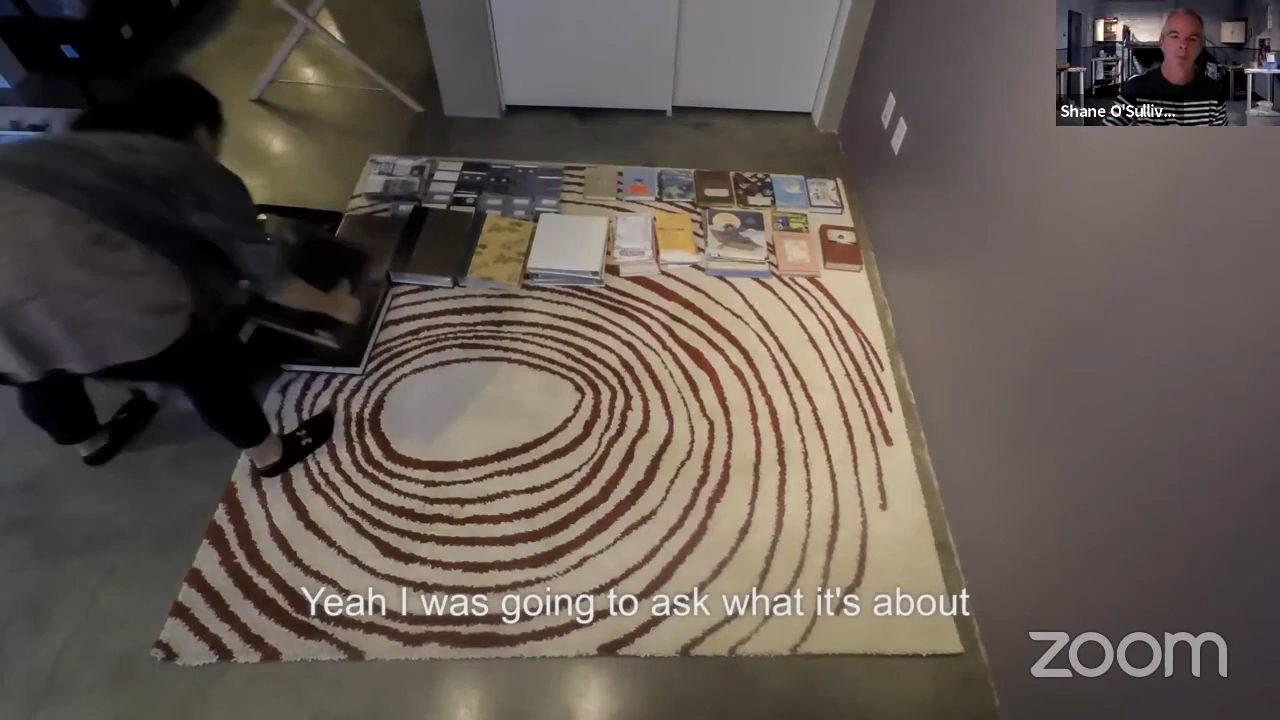 Shane O'Sulliv...
Yeah I was going to ask what it's about
zoom